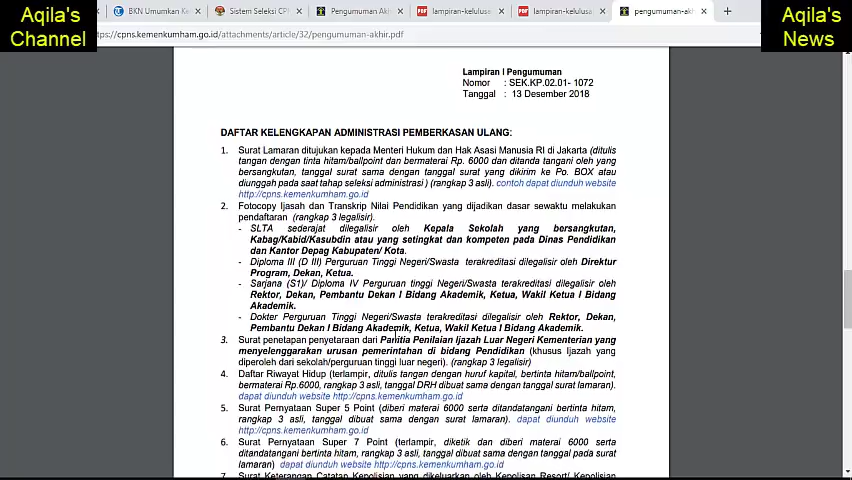 Aqila's
Channel
BKN Umumkan Ke
Sistem Seleksi CPN
Pengumuman Akh
lampiran-kelulusa
lampiran-kelulusa
pengumuman-akh
Aqila's
News
ttps://cpns.kemenkumham.go.id/attachments/article/32/pengumuman-akhir.pdf
Lampiran I Pengumuman
Nomor : SEK.KP.02.01- 1072
Tanggal : 13 Desember 2018
DAFTAR KELENGKAPAN ADMINISTRASI PEMBERKASAN ULANG:
1. Surat Lamaran ditujukan kepada Menteri Hukum dan Hak Asasi Manusia RI di Jakarta (ditulis
tangan dengan tinta hitam/ballpoint dan bermaterai Rp. 6000 dan ditanda tangani oleh yang
bersangkutan, tanggal surat sama dengan tanggal surat yang dikirim ke Po. BOX atau
diunggah pada saat tahap seleksi administrasi ) (rangkap 3 asli). contoh dapat diunduh website
http://cpns.kemenkumham.go.id
2. Fotocopy Ijasah dan Transkrip Nilai Pendidikan yang dijadikan dasar sewaktu melakukan
pendaftaran (rangkap 3 legalisir).
- SLTA sederajat dilegalisir oleh Kepala Sekolah yang bersangkutan,
Kabag/Kabid/Kasubdin atau yang setingkat dan kompeten pada Dinas Pendidikan
dan Kantor Depag Kabupaten/ Kota.
- Diploma III (D III) Perguruan Tinggi Negeri/Swasta terakreditasi dilegalisir oleh Direktur
Program, Dekan, Ketua.
- Sarjana (S1)/ Diploma IV Perguruan tinggi Negeri/Swasta terakreditasi dilegalisir oleh
Rektor, Dekan, Pembantu Dekan I Bidang Akademik, Ketua, Wakil Ketua I Bidang
Akademik.
- Dokter Perguruan Tinggi Negeri/Swasta terakreditasi dilegalisir oleh Rektor, Dekan,
Pembantu Dekan I Bidang Akademik, Ketua, Wakil Ketua I Bidang Akademik.
3. Surat penetapan penyetaraan dari Panitia Penilaian Ijazah Luar Negeri Kementerian yang
menyelenggarakan urusan pemerintahan di bidang Pendidikan (khusus Ijazah yang
diperoleh dari sekolah/perguruan tinggi luar negeri). (rangkap 3 legalisir)
4. Daftar Riwayat Hidup (terlampir, ditulis tangan dengan huruf kapital, bertinta hitam/ballpoint,
bermaterai Rp.6000, rangkap 3 asli, tanggal DRH dibuat sama dengan tanggal surat lamaran).
dapat diunduh website http://cpns.kemenkumham.go.id
5. Surat Pernyataan Super 5 Point (diberi materai 6000 serta ditandatangani bertinta hitam,
rangkap 3 asli, tanggal dibuat sama dengan surat lamaran). dapat diunduh website
http://cpns.kemenkumham.go.id
6. Surat Pernyataan Super 7 Point (terlampir, diketik dan diberi materai 6000 serta
ditandatangani bertinta hitam, rangkap 3 asli, tanggal dibuat sama dengan tanggal pada surat
lamaran) dapat diunduh website http://cpns.kemenkumham.go.id
7. Surat Keterangan Catatan Kepolisian yang dikeluarkan oleh Kepolisan Resort/ Kepolisian